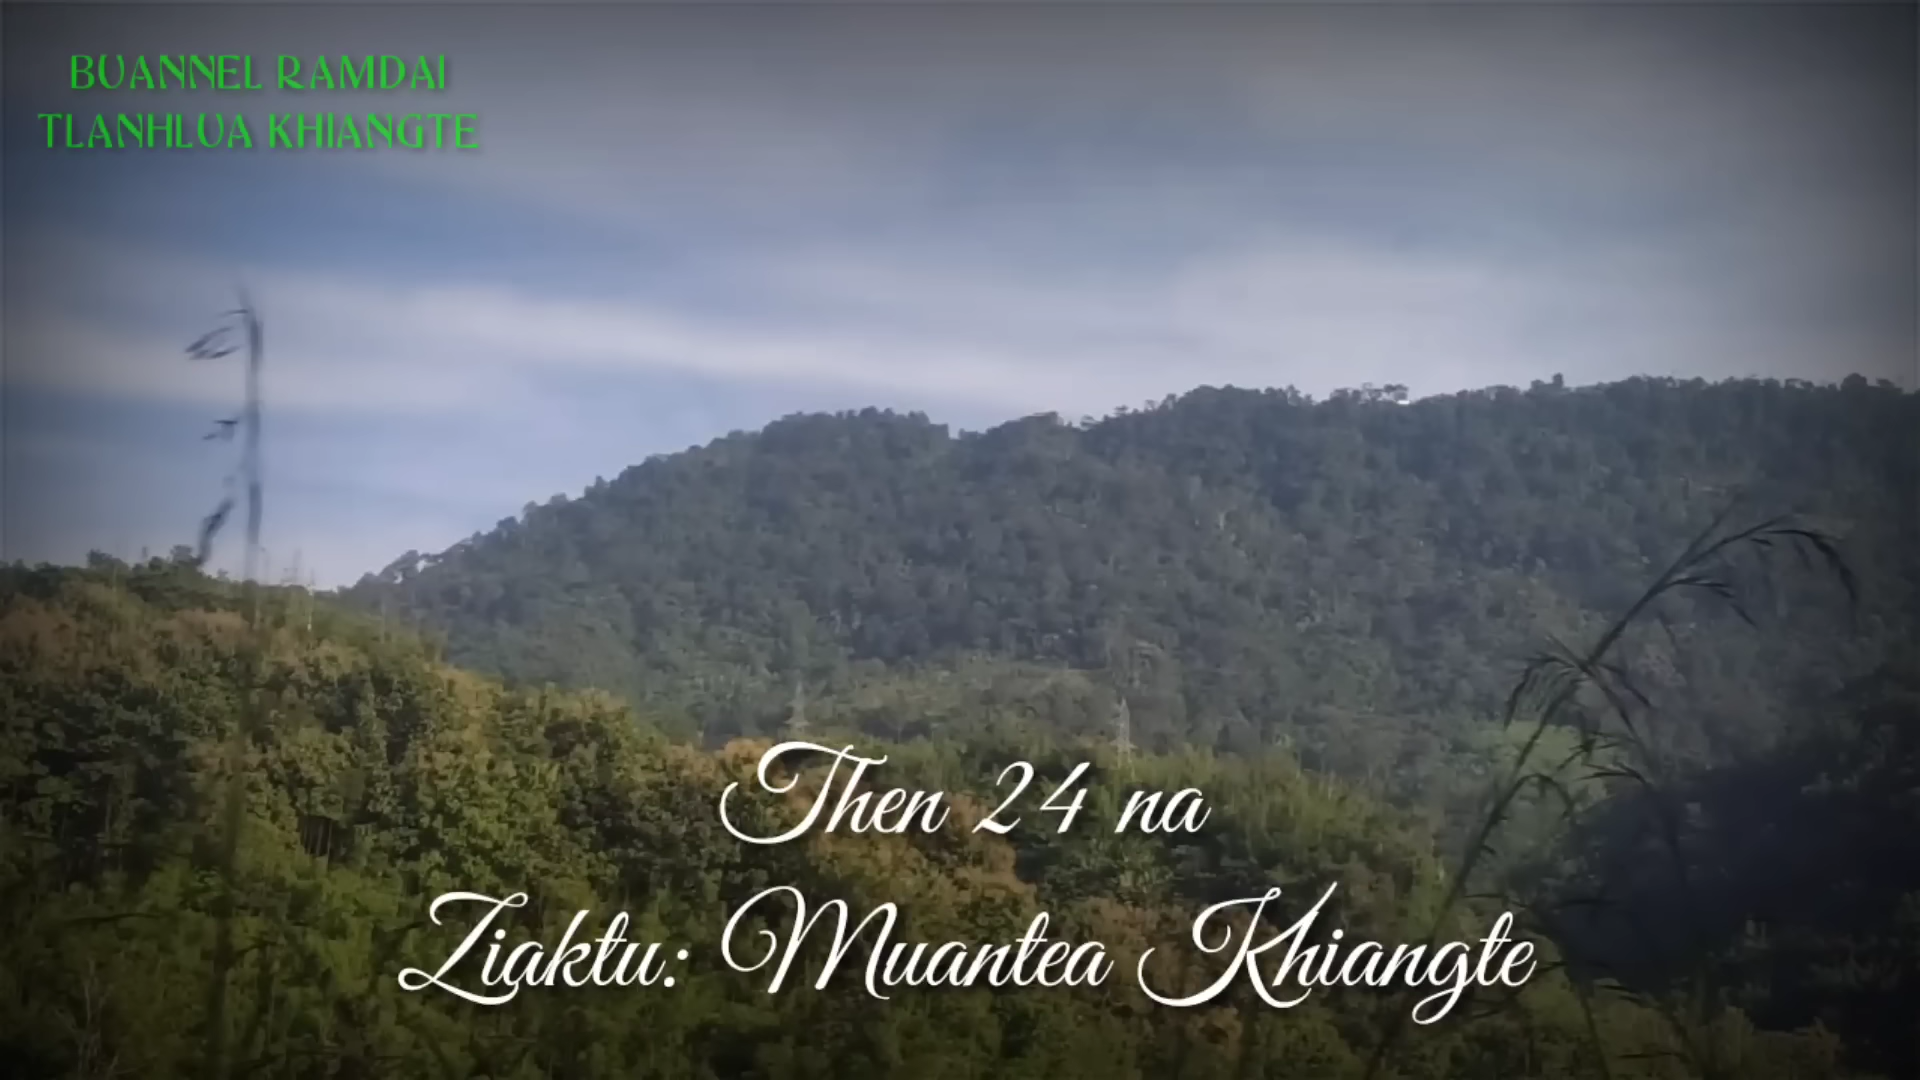 BUANNEL RAMDAI
TLANHLUA KHIANGTE
Then 24 na
Ziaktu: Muantea Khiangte